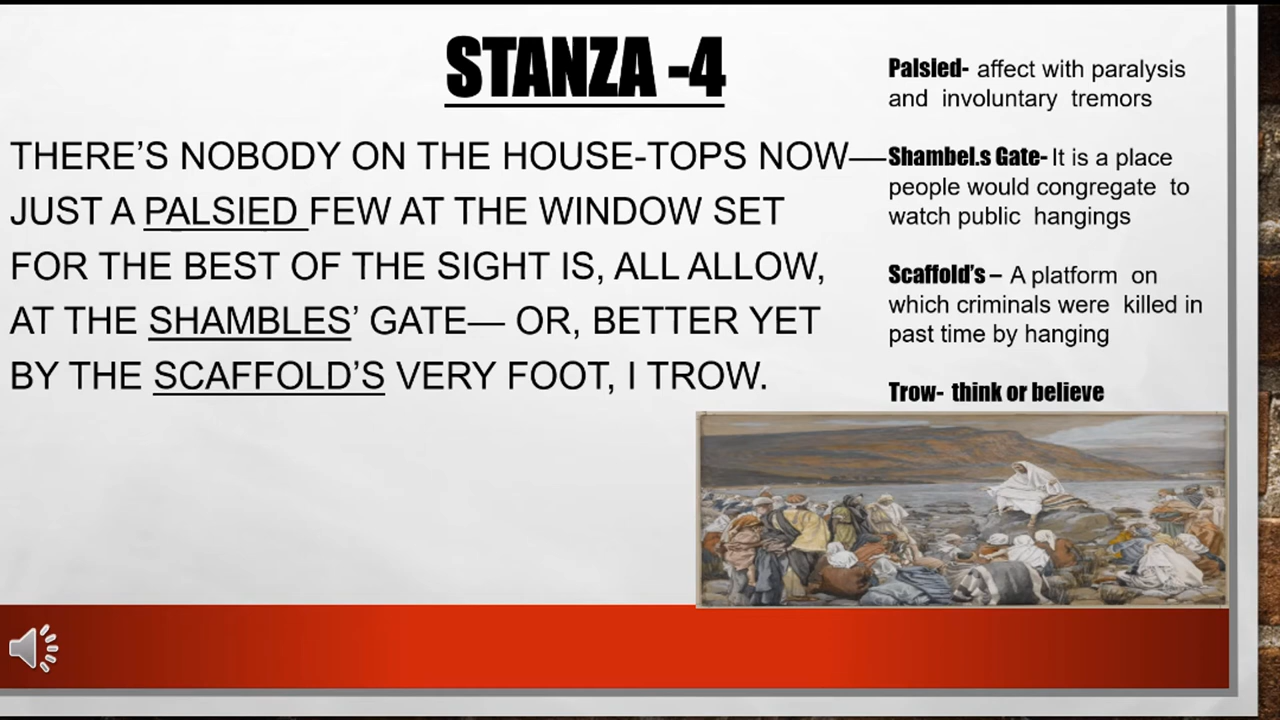 STANZA -4
THERE’S NOBODY ON THE HOUSE-TOPS NOW—
JUST A PALSIED FEW AT THE WINDOW SET
FOR THE BEST OF THE SIGHT IS, ALL ALLOW,
AT THE SHAMBLES’ GATE— OR, BETTER YET
BY THE SCAFFOLD’S VERY FOOT, I TROW.
Palsied- affect with paralysis
and involuntary tremors
Shambel.s Gate- It is a place
people would congregate to
watch public hangings
Scaffold’s – A platform on
which criminals were killed in
past time by hanging
Trow- think or believe